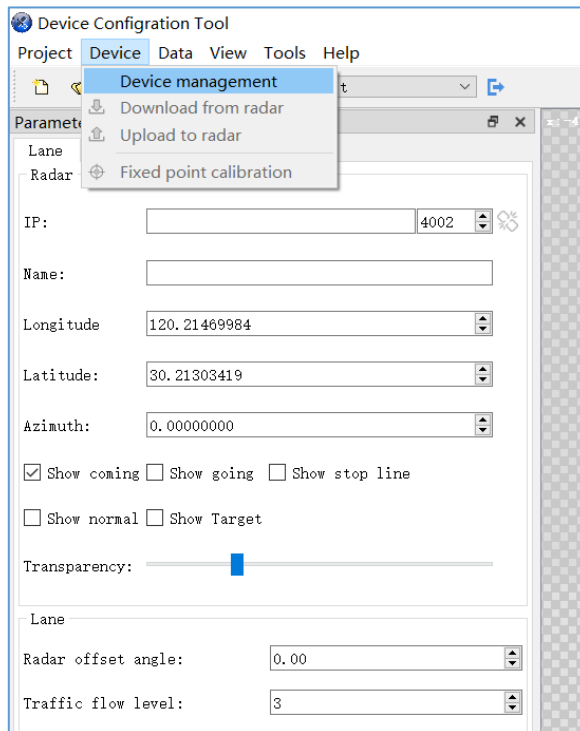 Device Configration Tool
Project Device Data View Tools Help
Device management
t
Download from radar
Paramete
Upload to radar
Lane
Fixed point calibration
Radar
IP: 4002
Name:
Longitude 120.21469984
Latitude: 30.21303419
Azimuth: 0.00000000
Show coming Show going Show stop line
Show normal Show Target
Transparency:
Lane
Radar offset angle: 0.00
Traffic flow level: 3